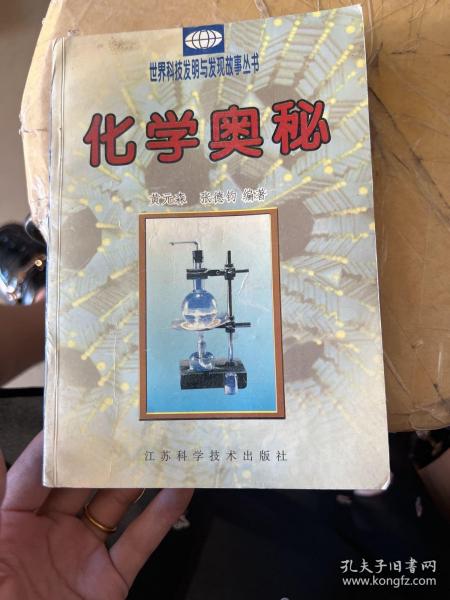 世界科技发明与发现故事丛书
化学奥秘
黄元森 张德钧 编著
江苏科学技术出版社
孔夫子旧书网
www.kongfz.com